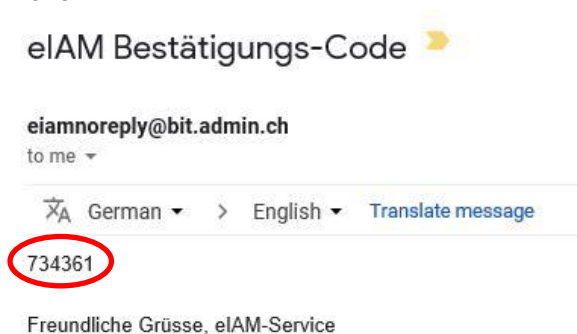 eIAM Bestätigungs-Code
eiamnoreply@bit.admin.ch
to me
German > English Translate message
734361
Freundliche Grüsse, eIAM-Service